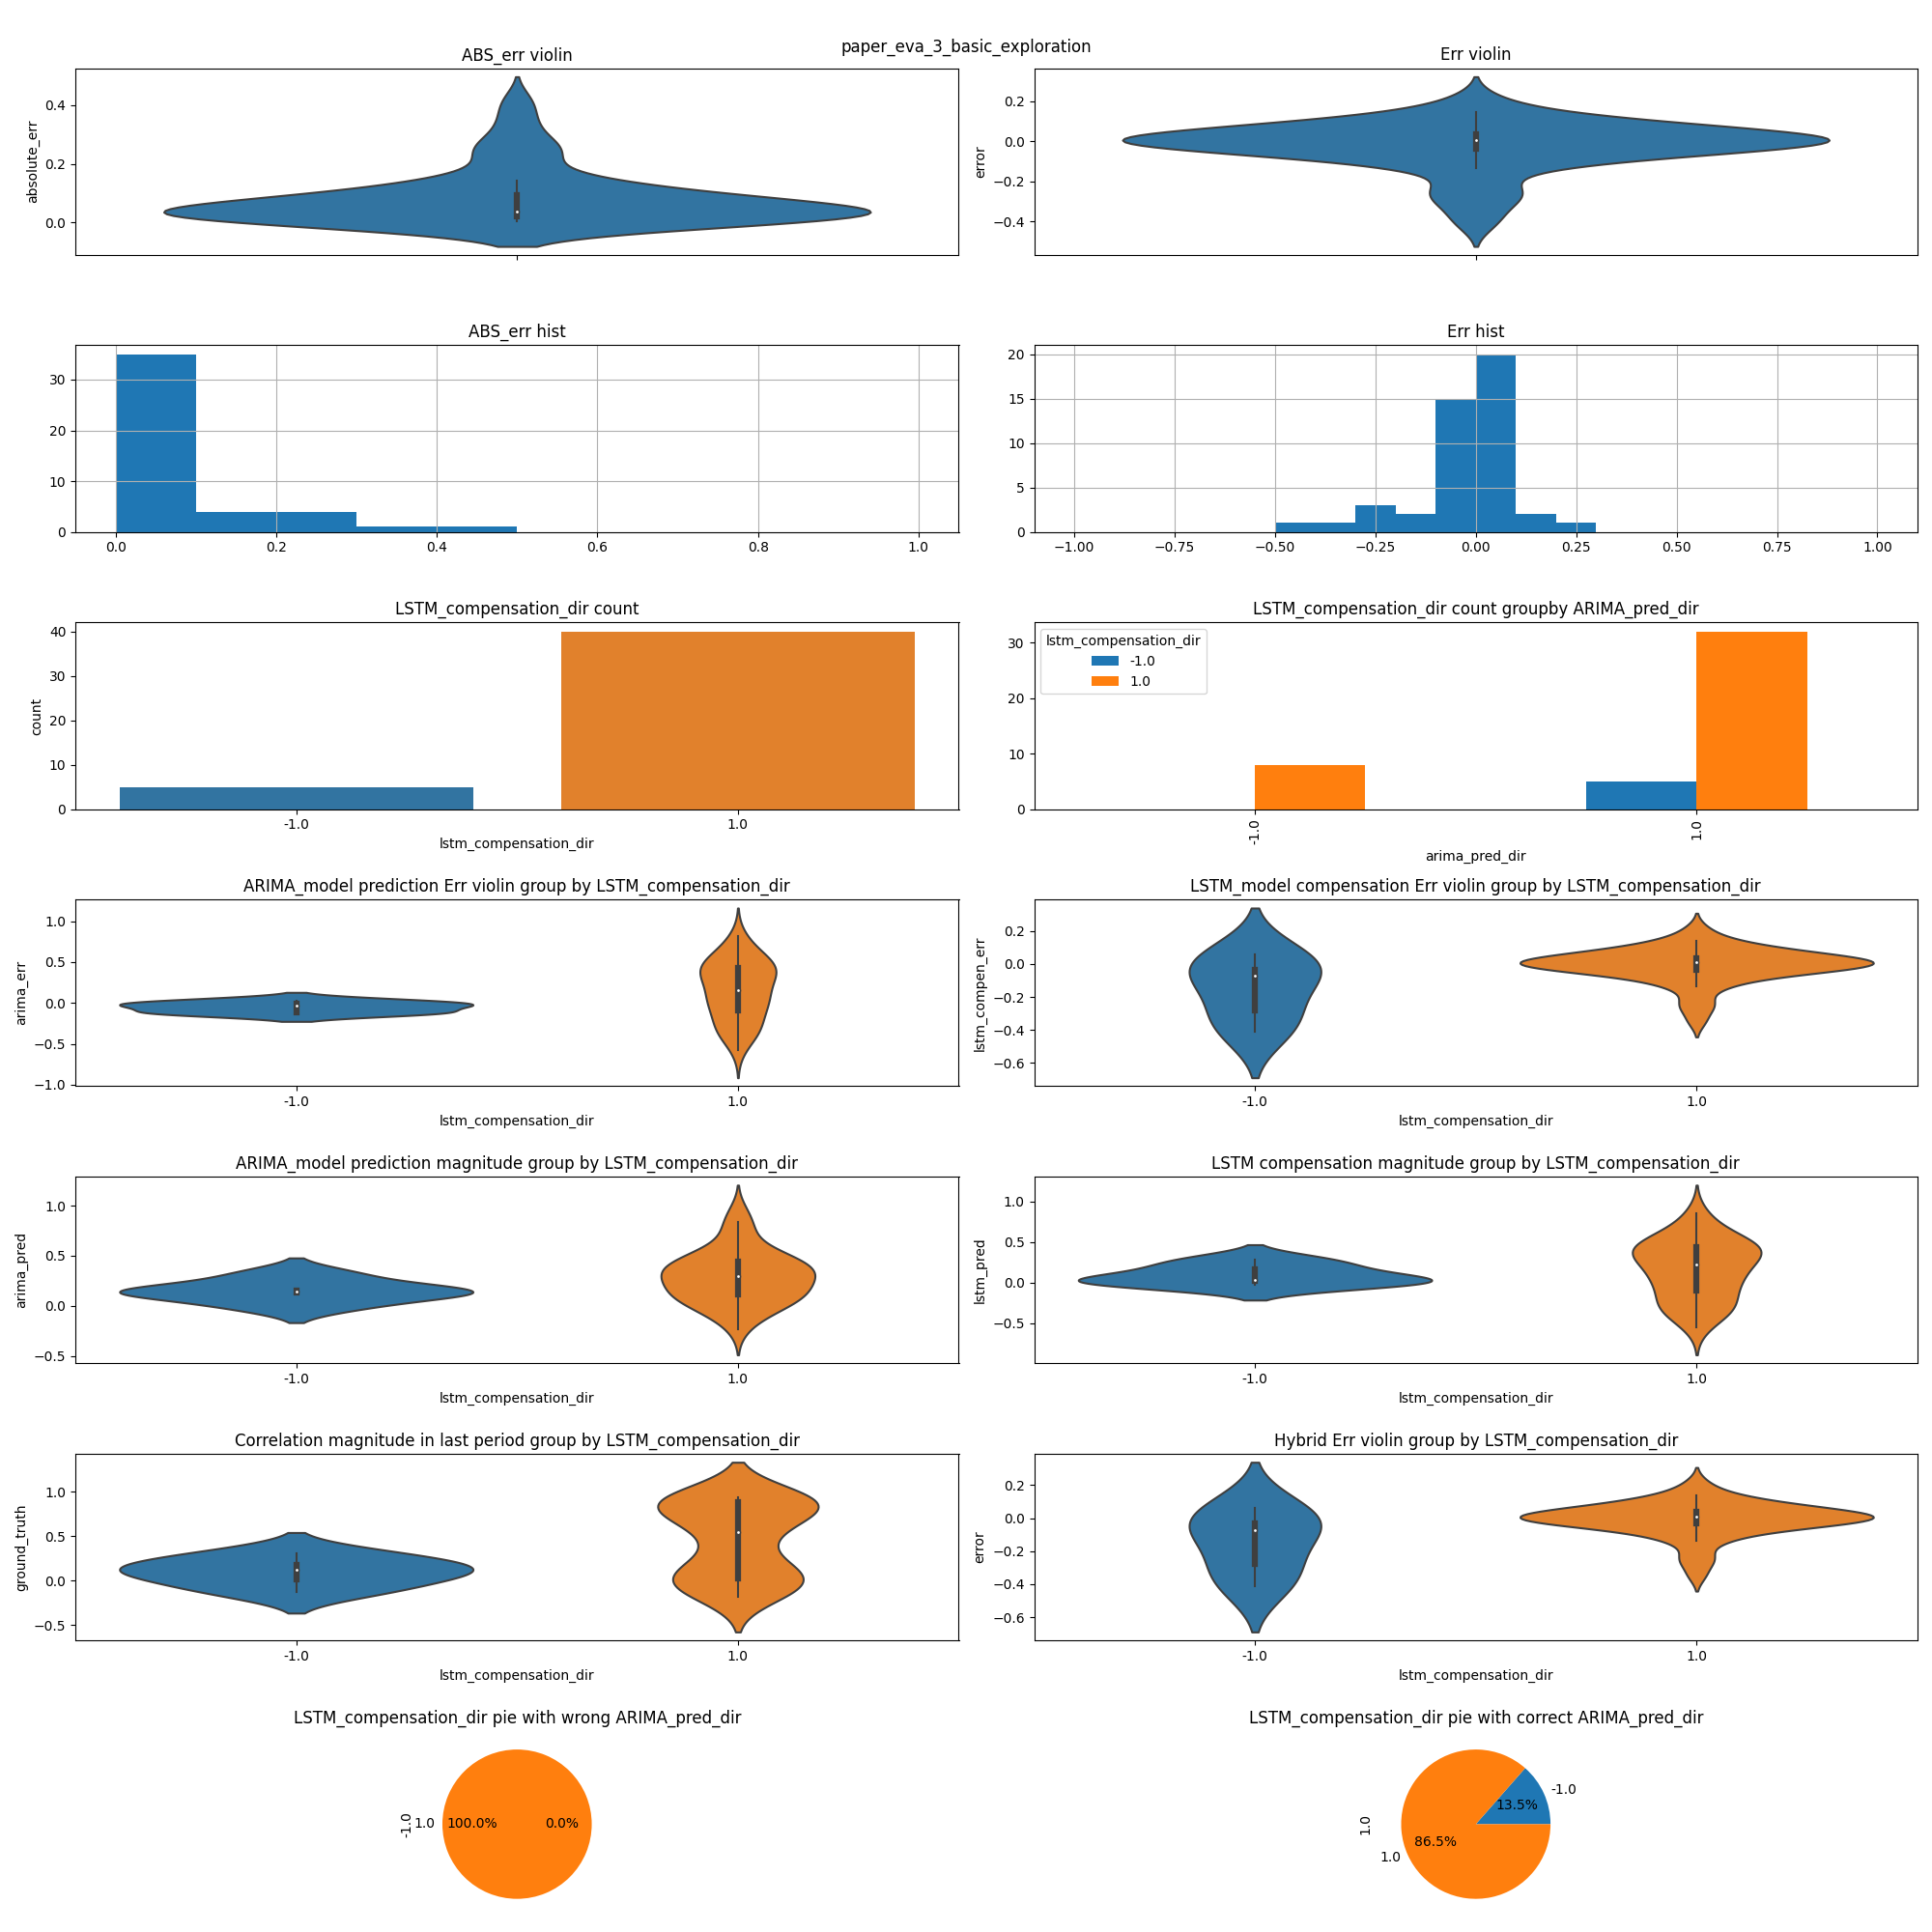 paper_eva_3_basic_exploration
ABS_err violin
absolute_err
0.4
0.2
0.0
Err violin
error
0.2
0.0
−0.2
−0.4
ABS_err hist
30
20
10
0
0.0 0.2 0.4 0.6 0.8 1.0
Err hist
20
15
10
5
0
−1.00 −0.75 −0.50 −0.25 0.00 0.25 0.50 0.75 1.00
LSTM_compensation_dir count
count
40
30
20
10
0
-1.0 1.0
lstm_compensation_dir
LSTM_compensation_dir count groupby ARIMA_pred_dir
30
20
10
0
lstm_compensation_dir
-1.0
1.0
-1.0 1.0
arima_pred_dir
ARIMA_model prediction Err violin group by LSTM_compensation_dir
arima_err
1.0
0.5
0.0
−0.5
−1.0
-1.0 1.0
lstm_compensation_dir
LSTM_model compensation Err violin group by LSTM_compensation_dir
lstm_compen_err
0.2
0.0
−0.2
−0.4
−0.6
-1.0 1.0
lstm_compensation_dir
ARIMA_model prediction magnitude group by LSTM_compensation_dir
arima_pred
1.0
0.5
0.0
−0.5
-1.0 1.0
lstm_compensation_dir
LSTM compensation magnitude group by LSTM_compensation_dir
lstm_pred
1.0
0.5
0.0
−0.5
-1.0 1.0
lstm_compensation_dir
Correlation magnitude in last period group by LSTM_compensation_dir
ground_truth
1.0
0.5
0.0
−0.5
-1.0 1.0
lstm_compensation_dir
Hybrid Err violin group by LSTM_compensation_dir
error
0.2
0.0
−0.2
−0.4
−0.6
-1.0 1.0
lstm_compensation_dir
LSTM_compensation_dir pie with wrong ARIMA_pred_dir
-1.0
1.0
100.0%
0.0%
LSTM_compensation_dir pie with correct ARIMA_pred_dir
-1.0
13.5%
1.0
86.5%
1.0